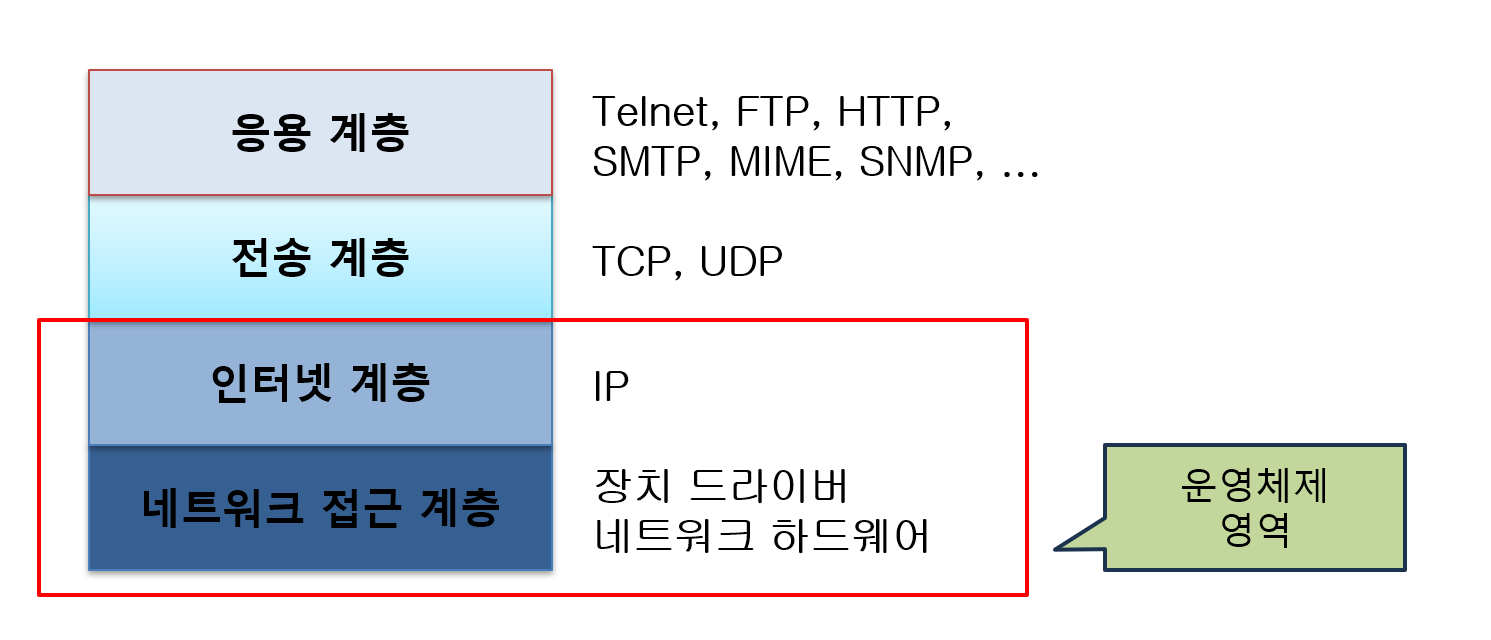 응용 계층
Telnet, FTP, HTTP,
SMTP, MIME, SNMP, ...
전송 계층
TCP, UDP
인터넷 계층
IP
네트워크 접근 계층
장치 드라이버
네트워크 하드웨어
운영체제
영역